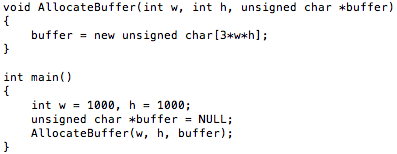 void AllocateBuffer(int w, int h, unsigned char *buffer)
{
    buffer = new unsigned char[3*w*h];
}

int main()
{
    int w = 1000, h = 1000;
    unsigned char *buffer = NULL;
    AllocateBuffer(w, h, buffer);
}